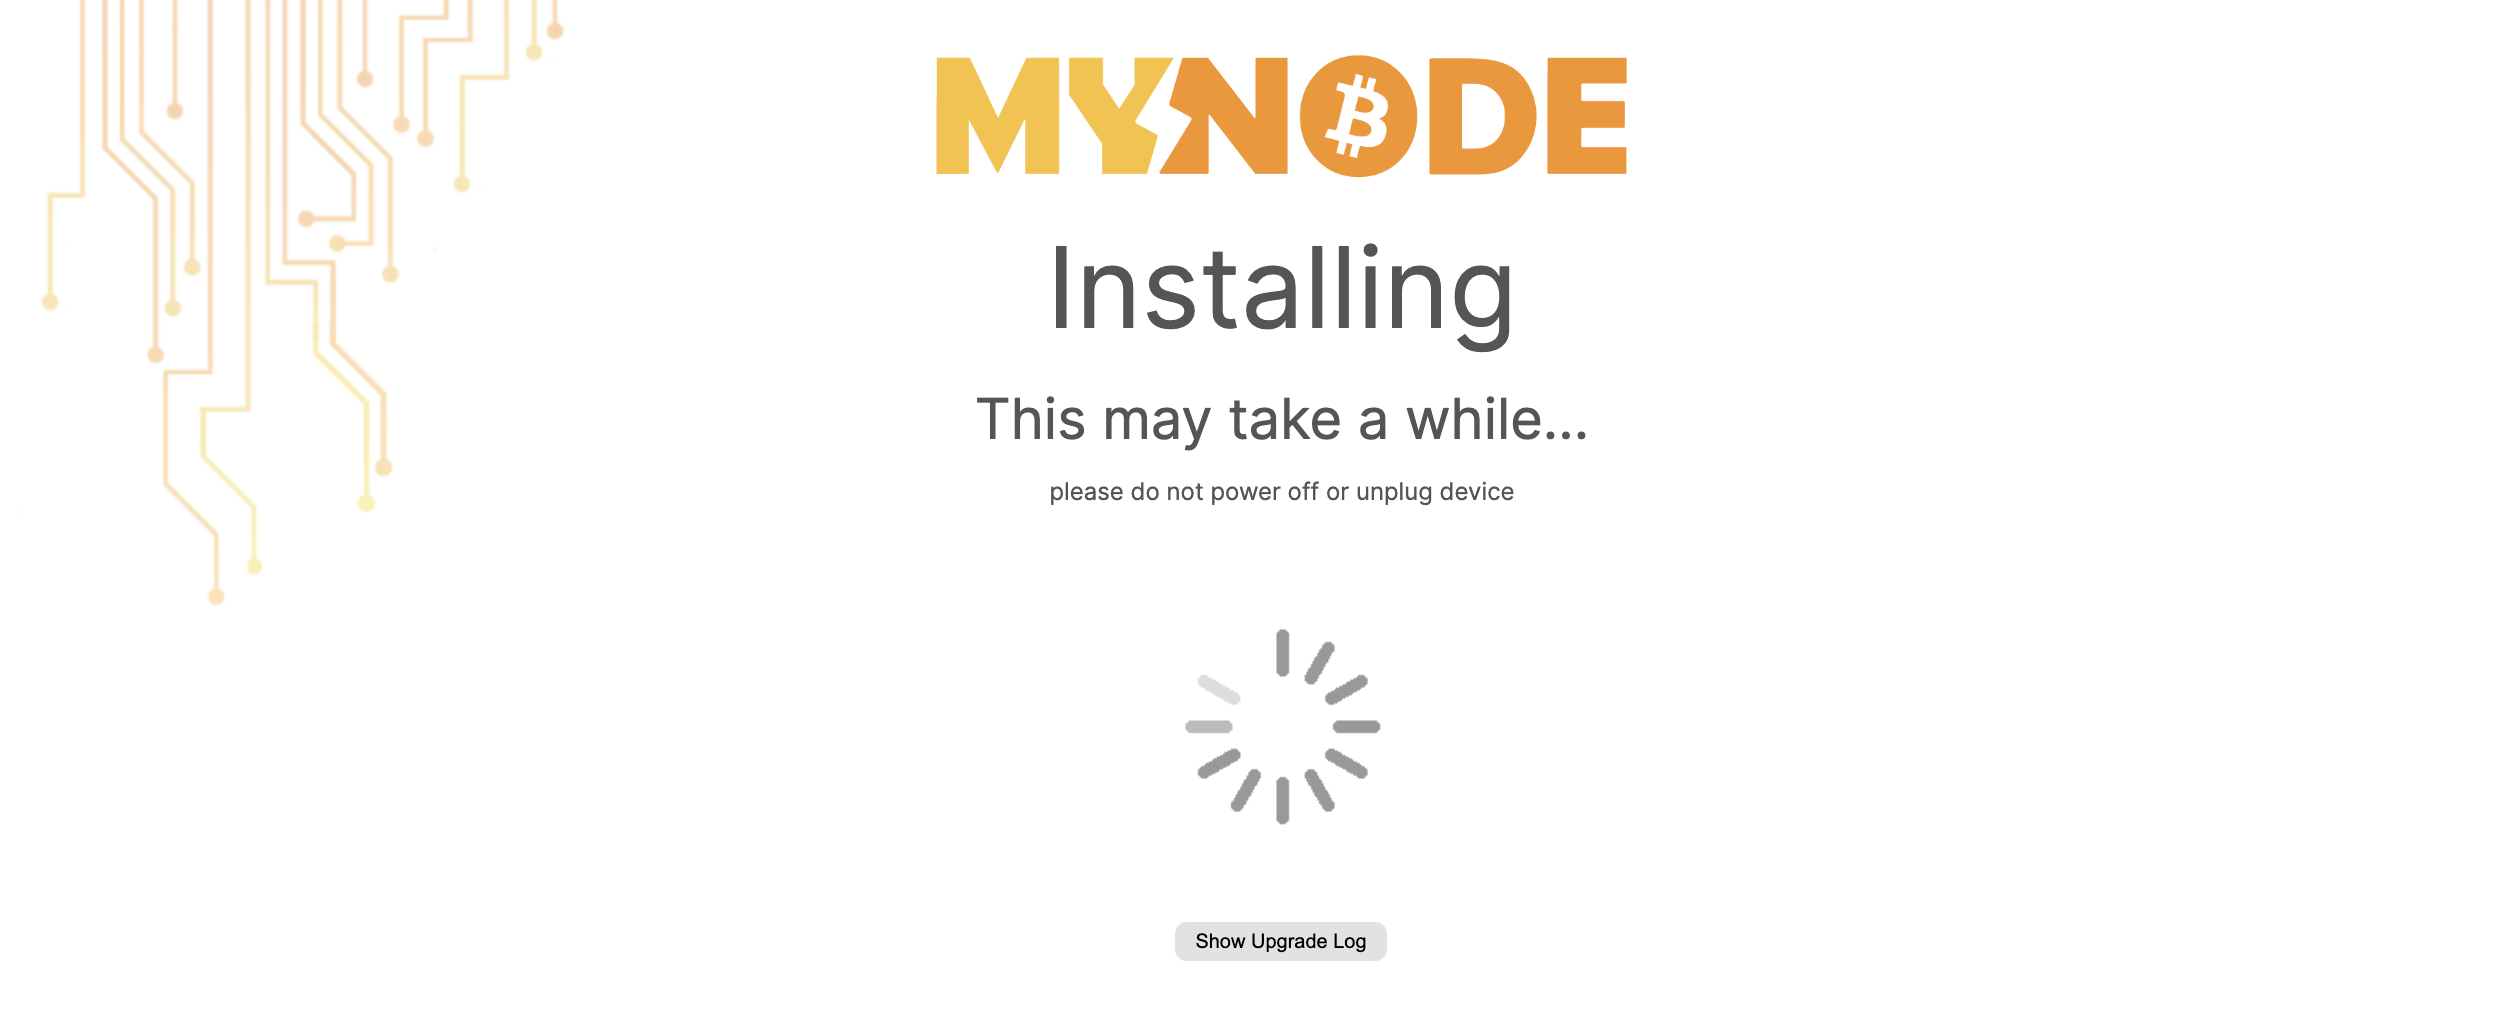 MYNODE
Installing
This may take a while...
please do not power off or unplug device
Show Upgrade Log